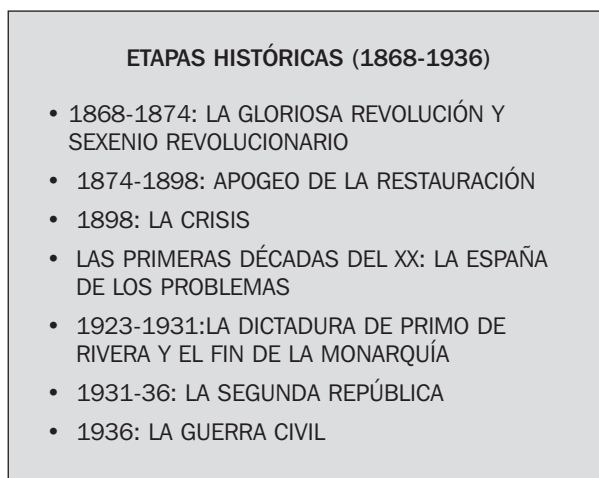 ETAPAS HISTÓRICAS (1868-1936)
• 1868-1874: LA GLORIOSA REVOLUCIÓN Y
SEXENIO REVOLUCIONARIO
• 1874-1898: APOGEO DE LA RESTAURACIÓN
• 1898: LA CRISIS
• LAS PRIMERAS DÉCADAS DEL XX: LA ESPAÑA
DE LOS PROBLEMAS
• 1923-1931:LA DICTADURA DE PRIMO DE
RIVERA Y EL FIN DE LA MONARQUÍA
• 1931-36: LA SEGUNDA REPÚBLICA
• 1936: LA GUERRA CIVIL